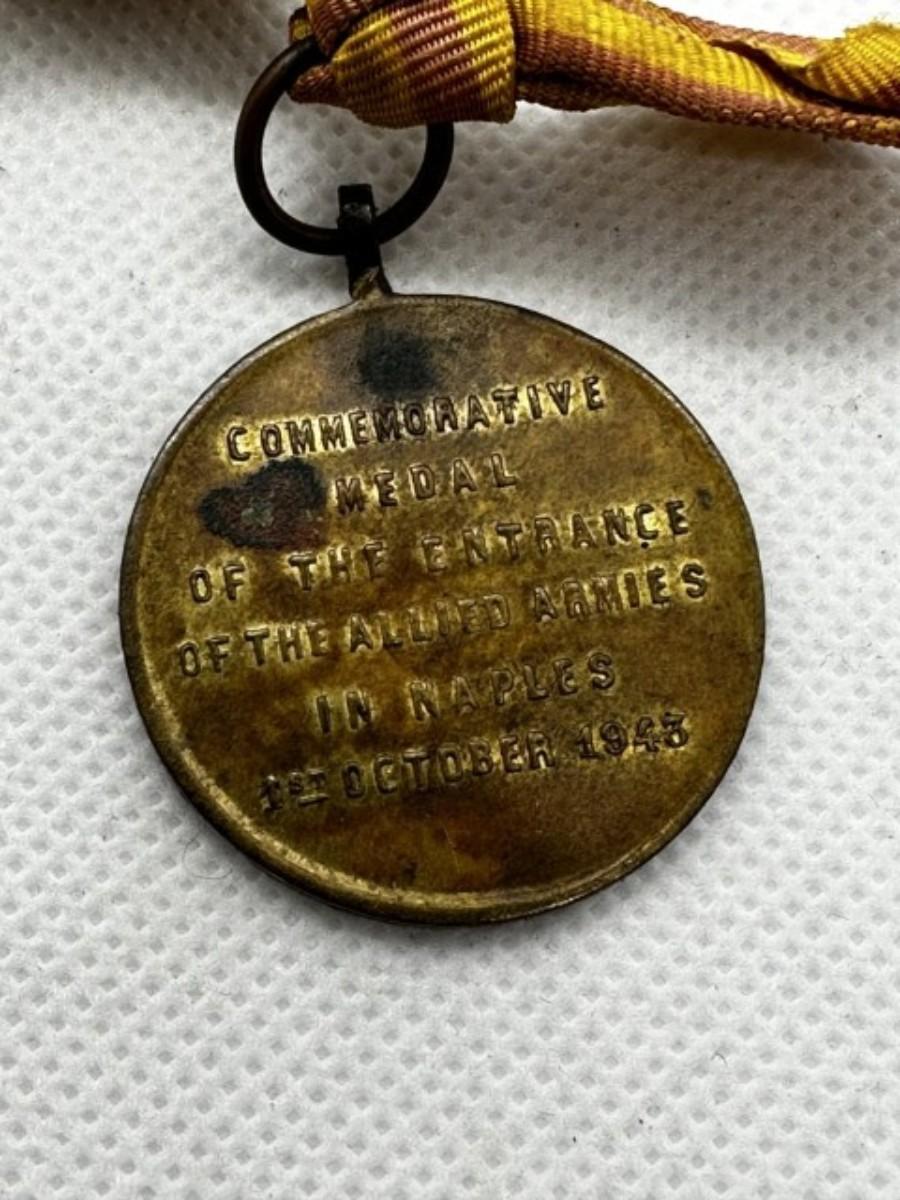 COMMEMORATIVE
MEDAL
OF THE ENTRANCE
OF THE ALLIED ARMIES
IN NAPLES
1ST OCTOBER 1943